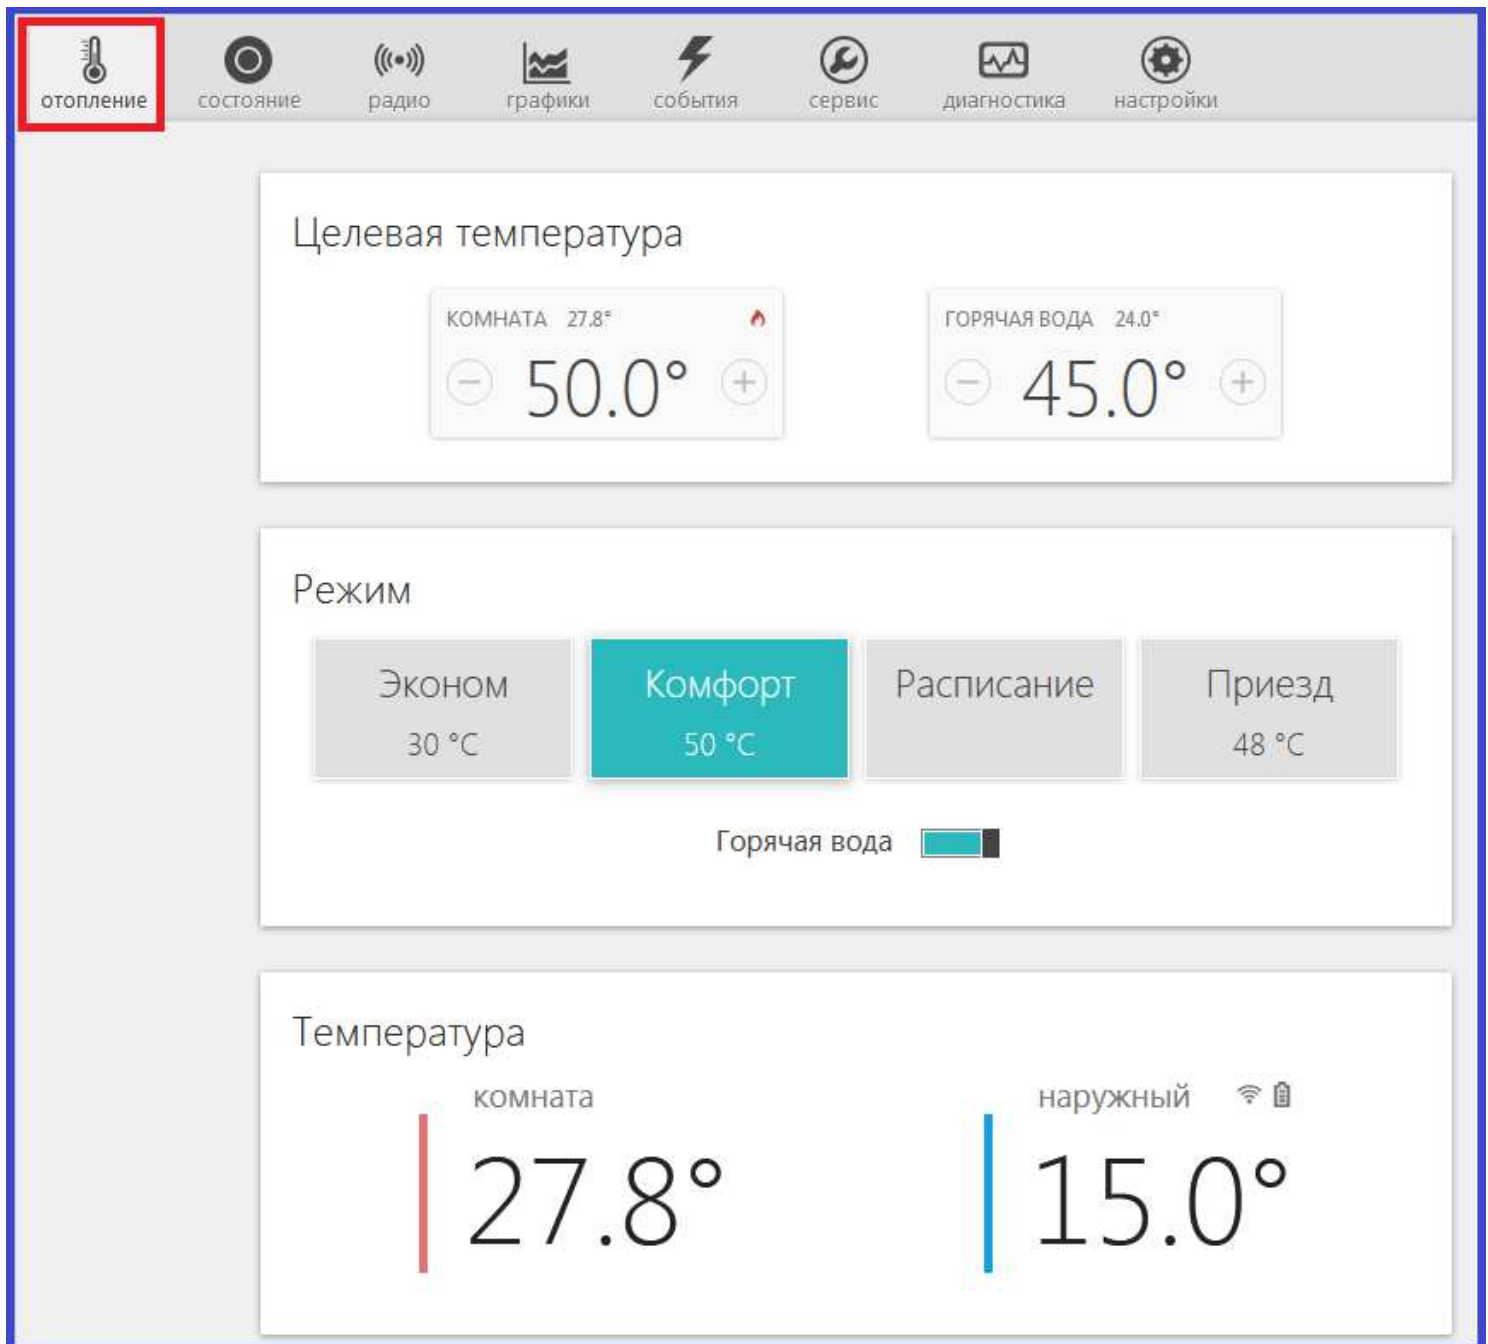 отопление состояние радио графики события сервис диагностика настройки
Целевая температура
КОМНАТА 27.8° ГОРЯЧАЯ ВОДА 24.0°
50.0° 45.0°
Режим
Эконом Комфорт Расписание Приезд
30 °C 50 °C 48 °C
Горячая вода
Температура
комната наружный
27.8° 15.0°